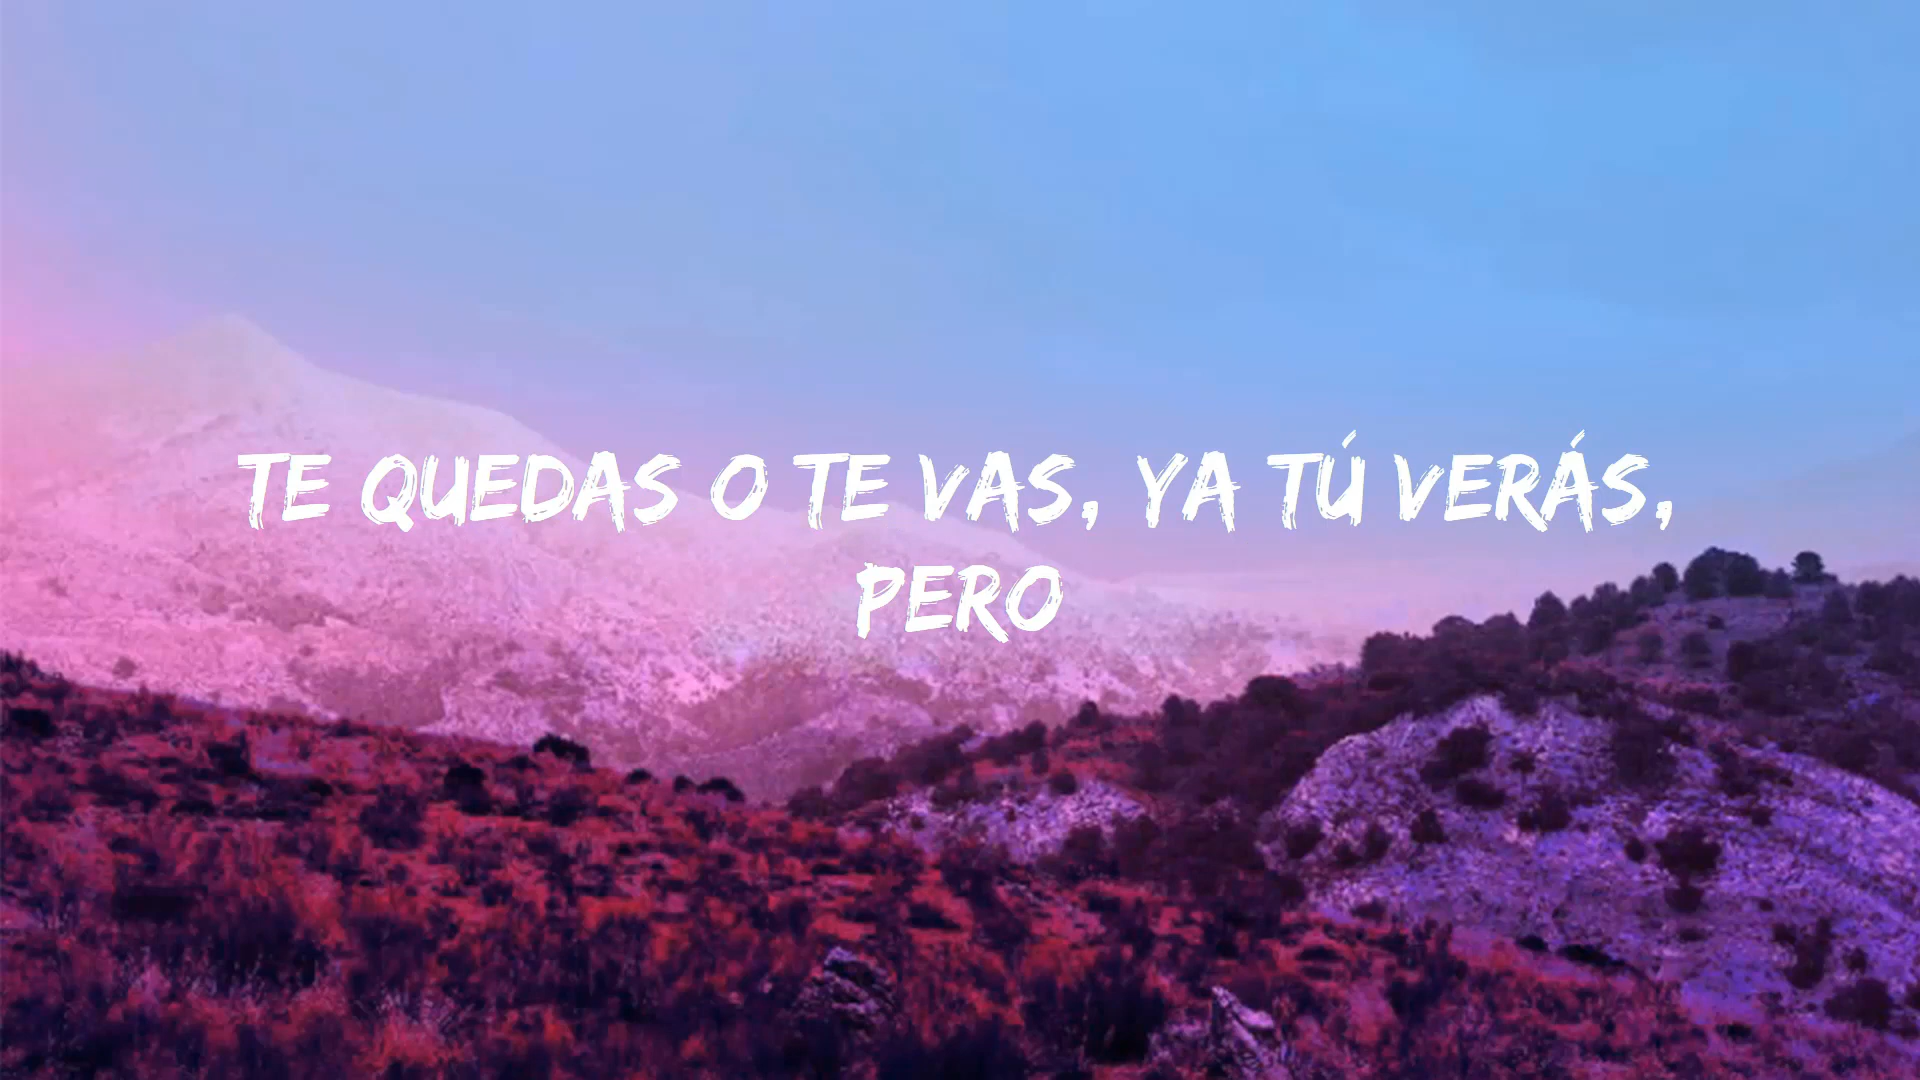 TE QUEDAS O TE VAS, YA TÚ VERÁS,
PERO